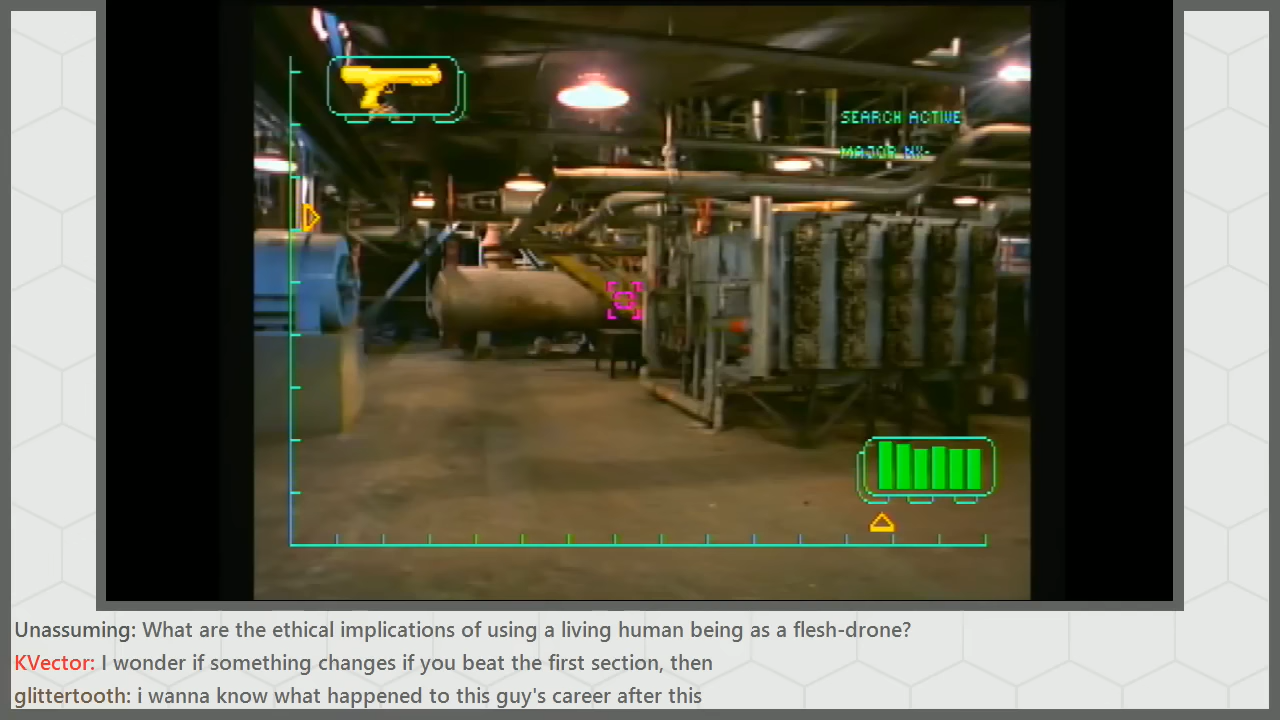 SEARCH ACTIVE
MAJOR NX-
Unassuming: What are the ethical implications of using a living human being as a flesh-drone?
KVector: I wonder if something changes if you beat the first section, then
glittertooth: i wanna know what happened to this guy's career after this